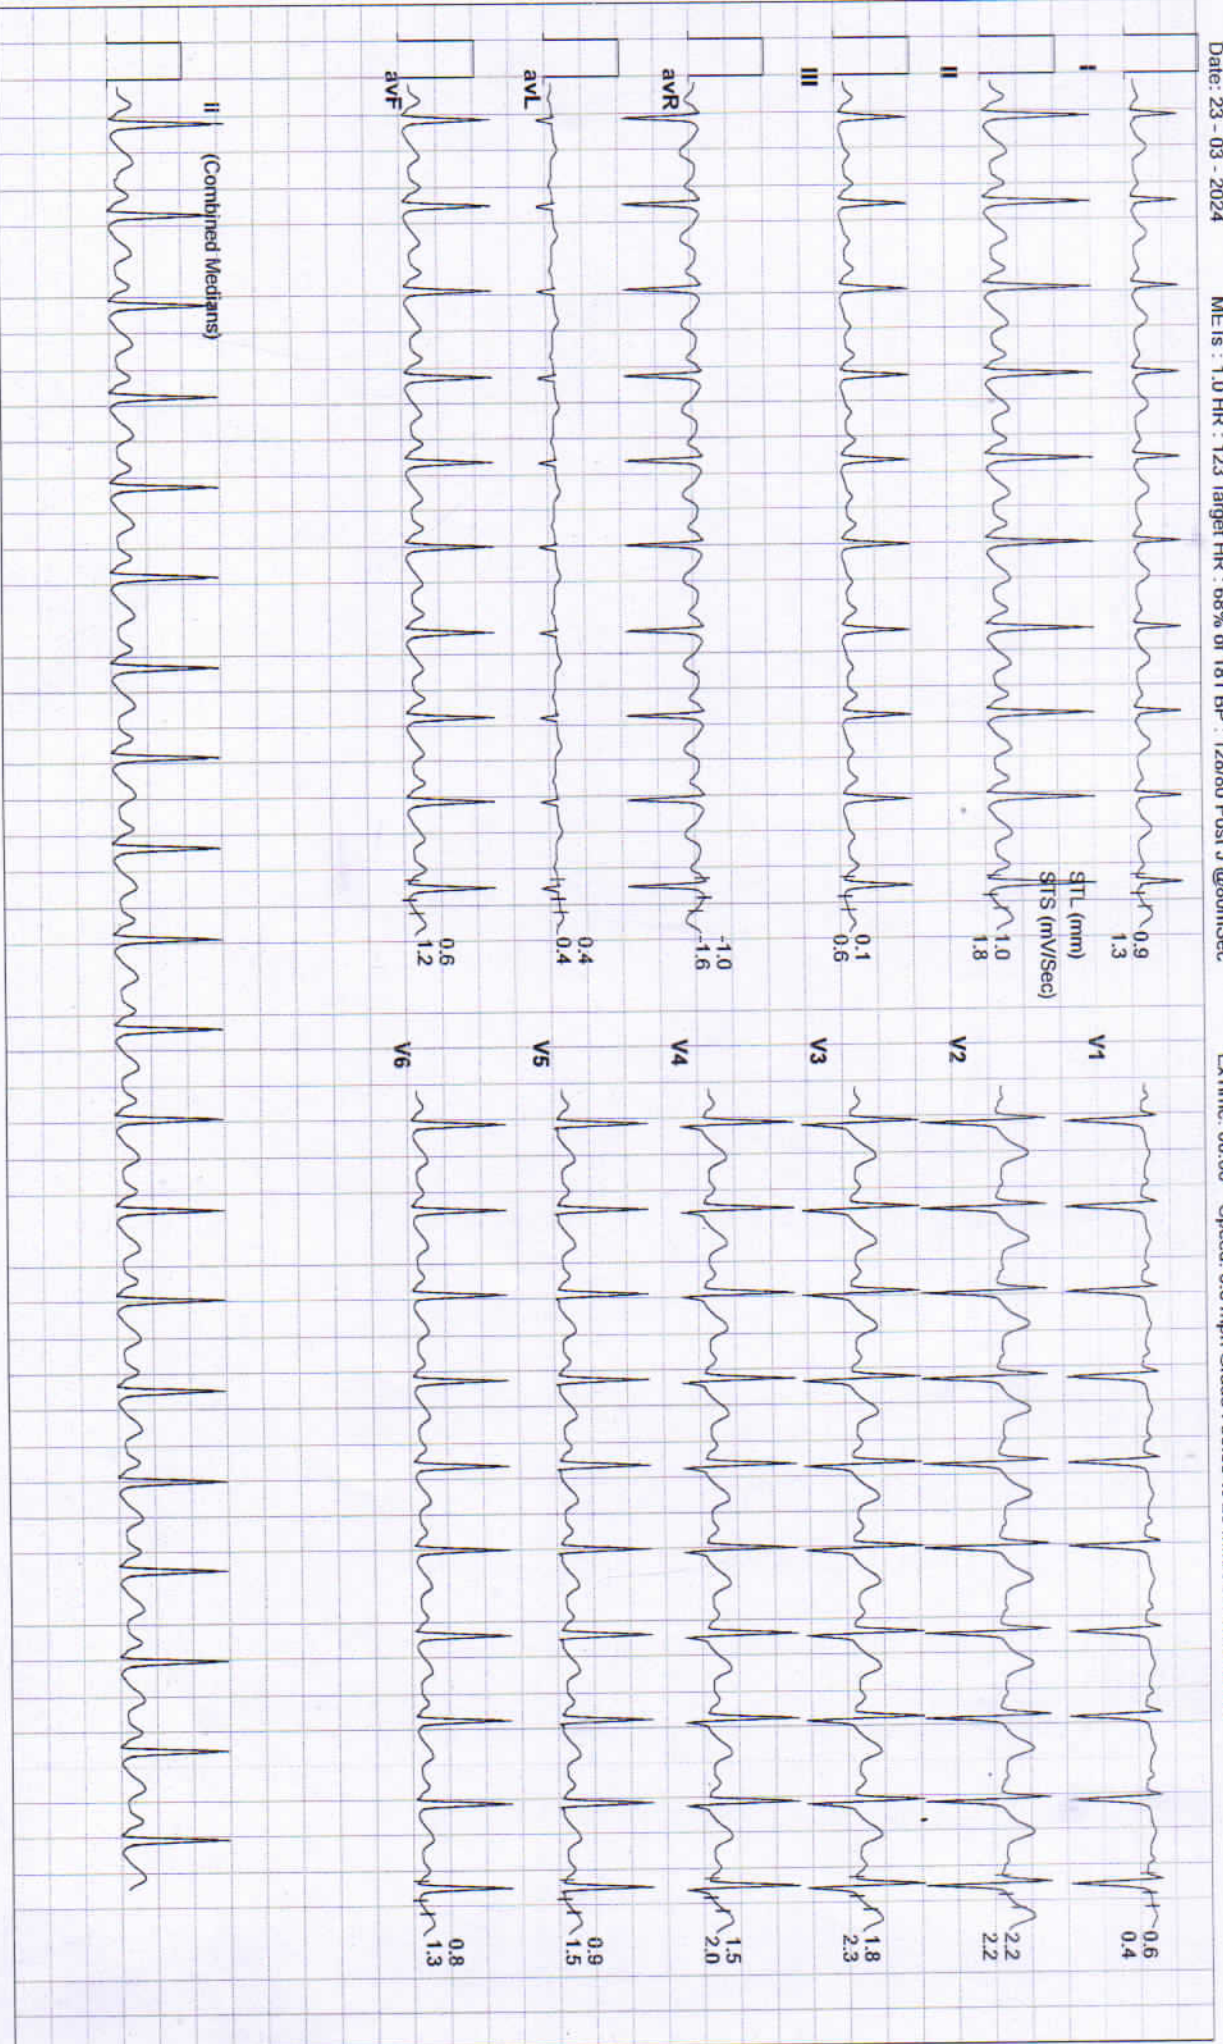 Date: 23 - 03 - 2024 METs : 1.0 HR : 123 Target HR : 68% of 181 BP : 128/80 Post J @80mSec
I
0.9
1.3
STL (mm)
STS (mV/Sec)
II
1.0
1.8
III
0.1
0.6
avR
-1.0
-1.6
avL
0.4
0.4
avF
0.6
1.2
V1
0.6
0.4
V2
2.2
2.2
V3
1.8
2.3
V4
1.5
2.0
V5
0.9
1.5
V6
0.8
1.3
II (Combined Medians)